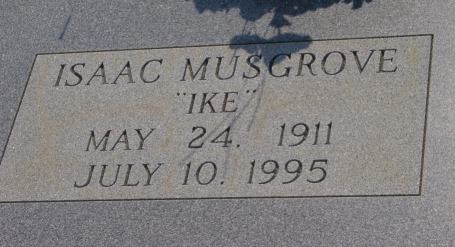 ISAAC MUSGROVE
"IKE"
MAY 24. 1911
JULY 10. 1995